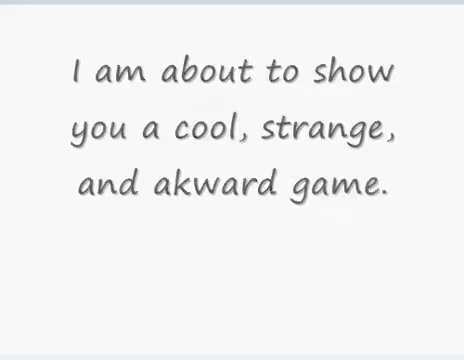 I am about to show
you a cool, strange,
and akward game.